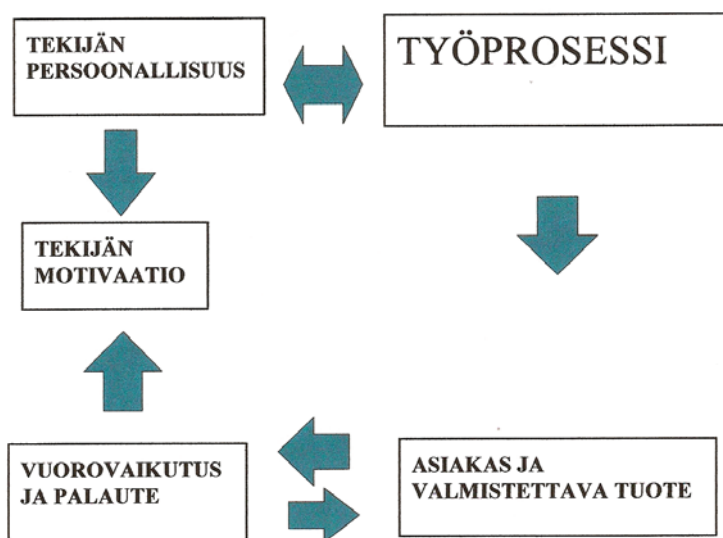 TEKIJÄN
PERSOONALLISUUS
TYÖPROSESSI
TEKIJÄN
MOTIVAATIO
VUOROVAIKUTUS
JA PALAUTE
ASIAKAS JA
VALMISTETTAVA TUOTE